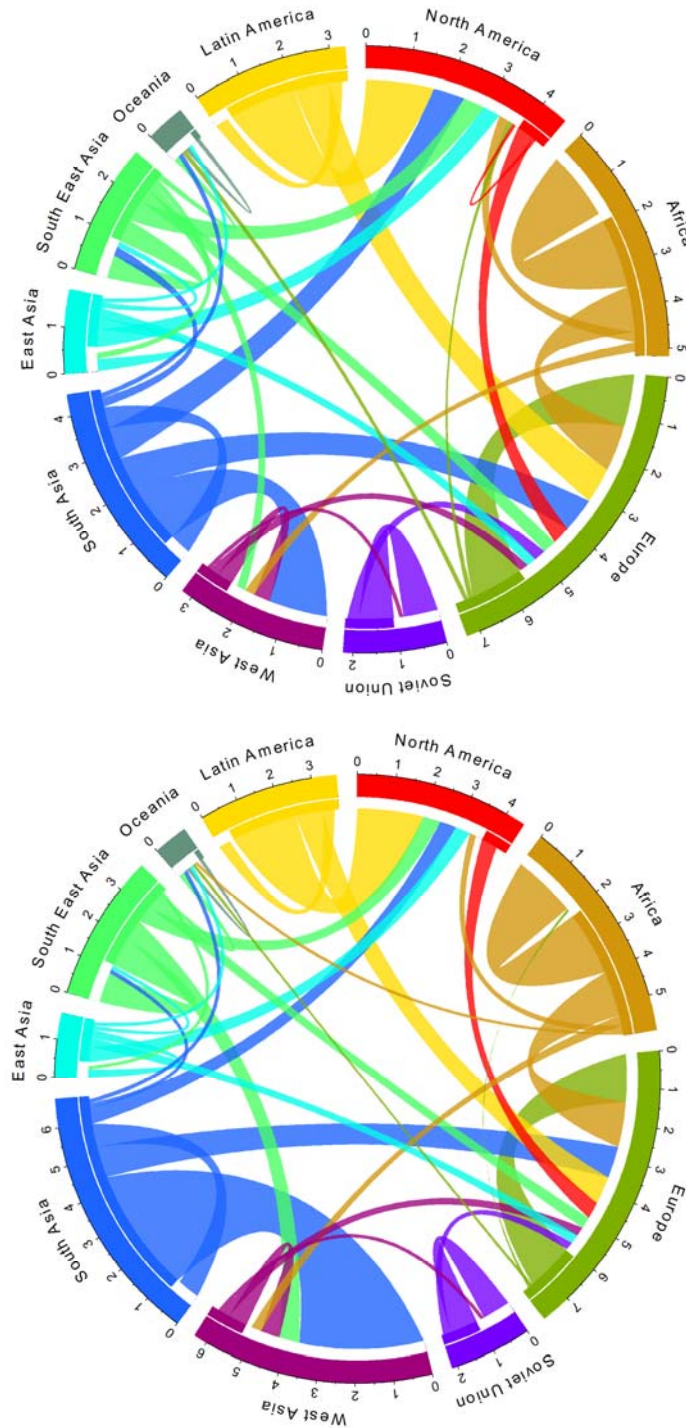 North America
0 1 2 3 4
Africa
0 1 2 3 4 5
Europe
0 1 2 3 4 5 6 7
Soviet Union
0 1 2
West Asia
0 1 2 3
South Asia
0 1 2 3 4
East Asia
0 1
South East Asia
0 1 2
Oceania
0
Latin America
0 1 2 3
North America
0 1 2 3 4
Africa
0 1 2 3 4 5
Europe
0 1 2 3 4 5 6 7
Soviet Union
0 1 2
West Asia
0 1 2 3 4 5 6
South Asia
0 1 2 3 4 5 6
East Asia
0 1
South East Asia
0 1 2 3
Oceania
0
Latin America
0 1 2 3